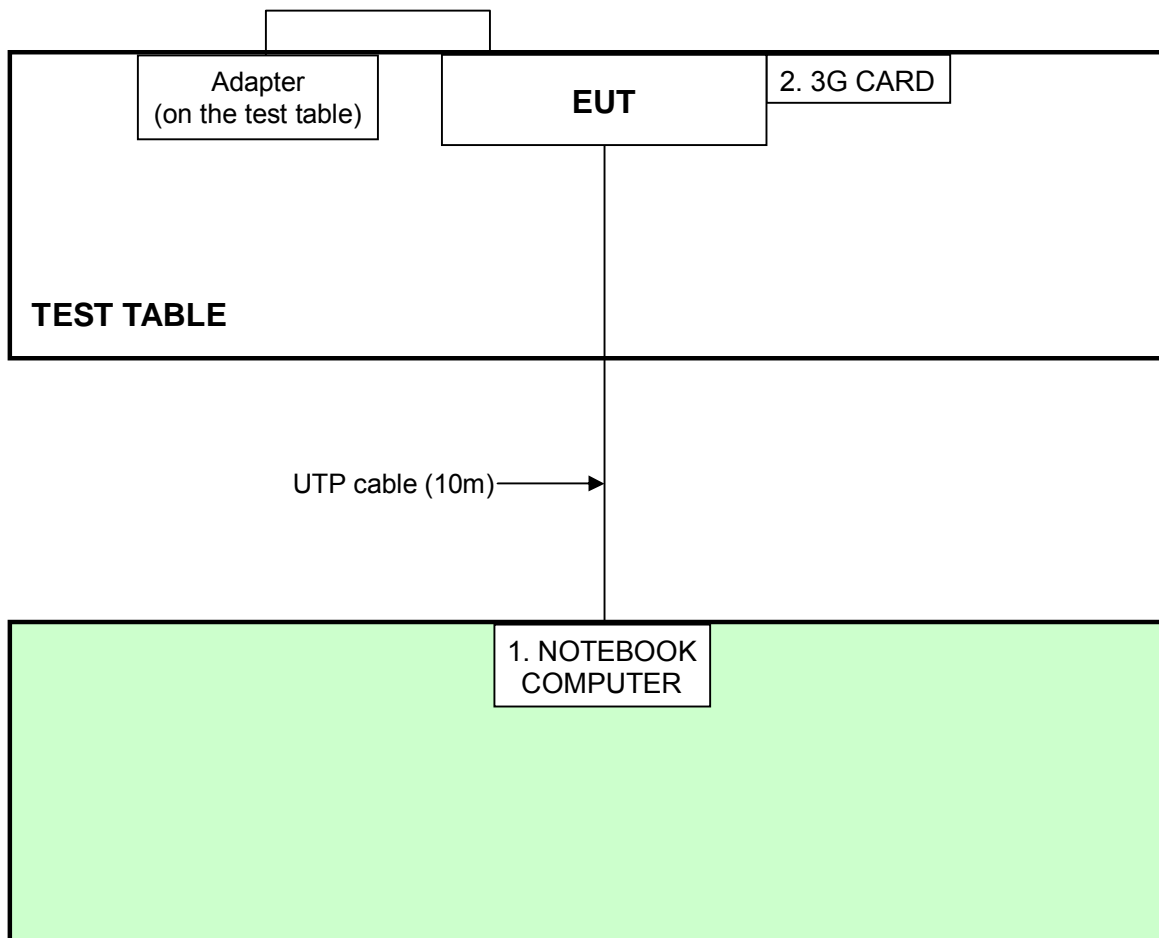 Adapter
(on the test table)
EUT
2. 3G CARD
TEST TABLE
UTP cable (10m)
1. NOTEBOOK
COMPUTER